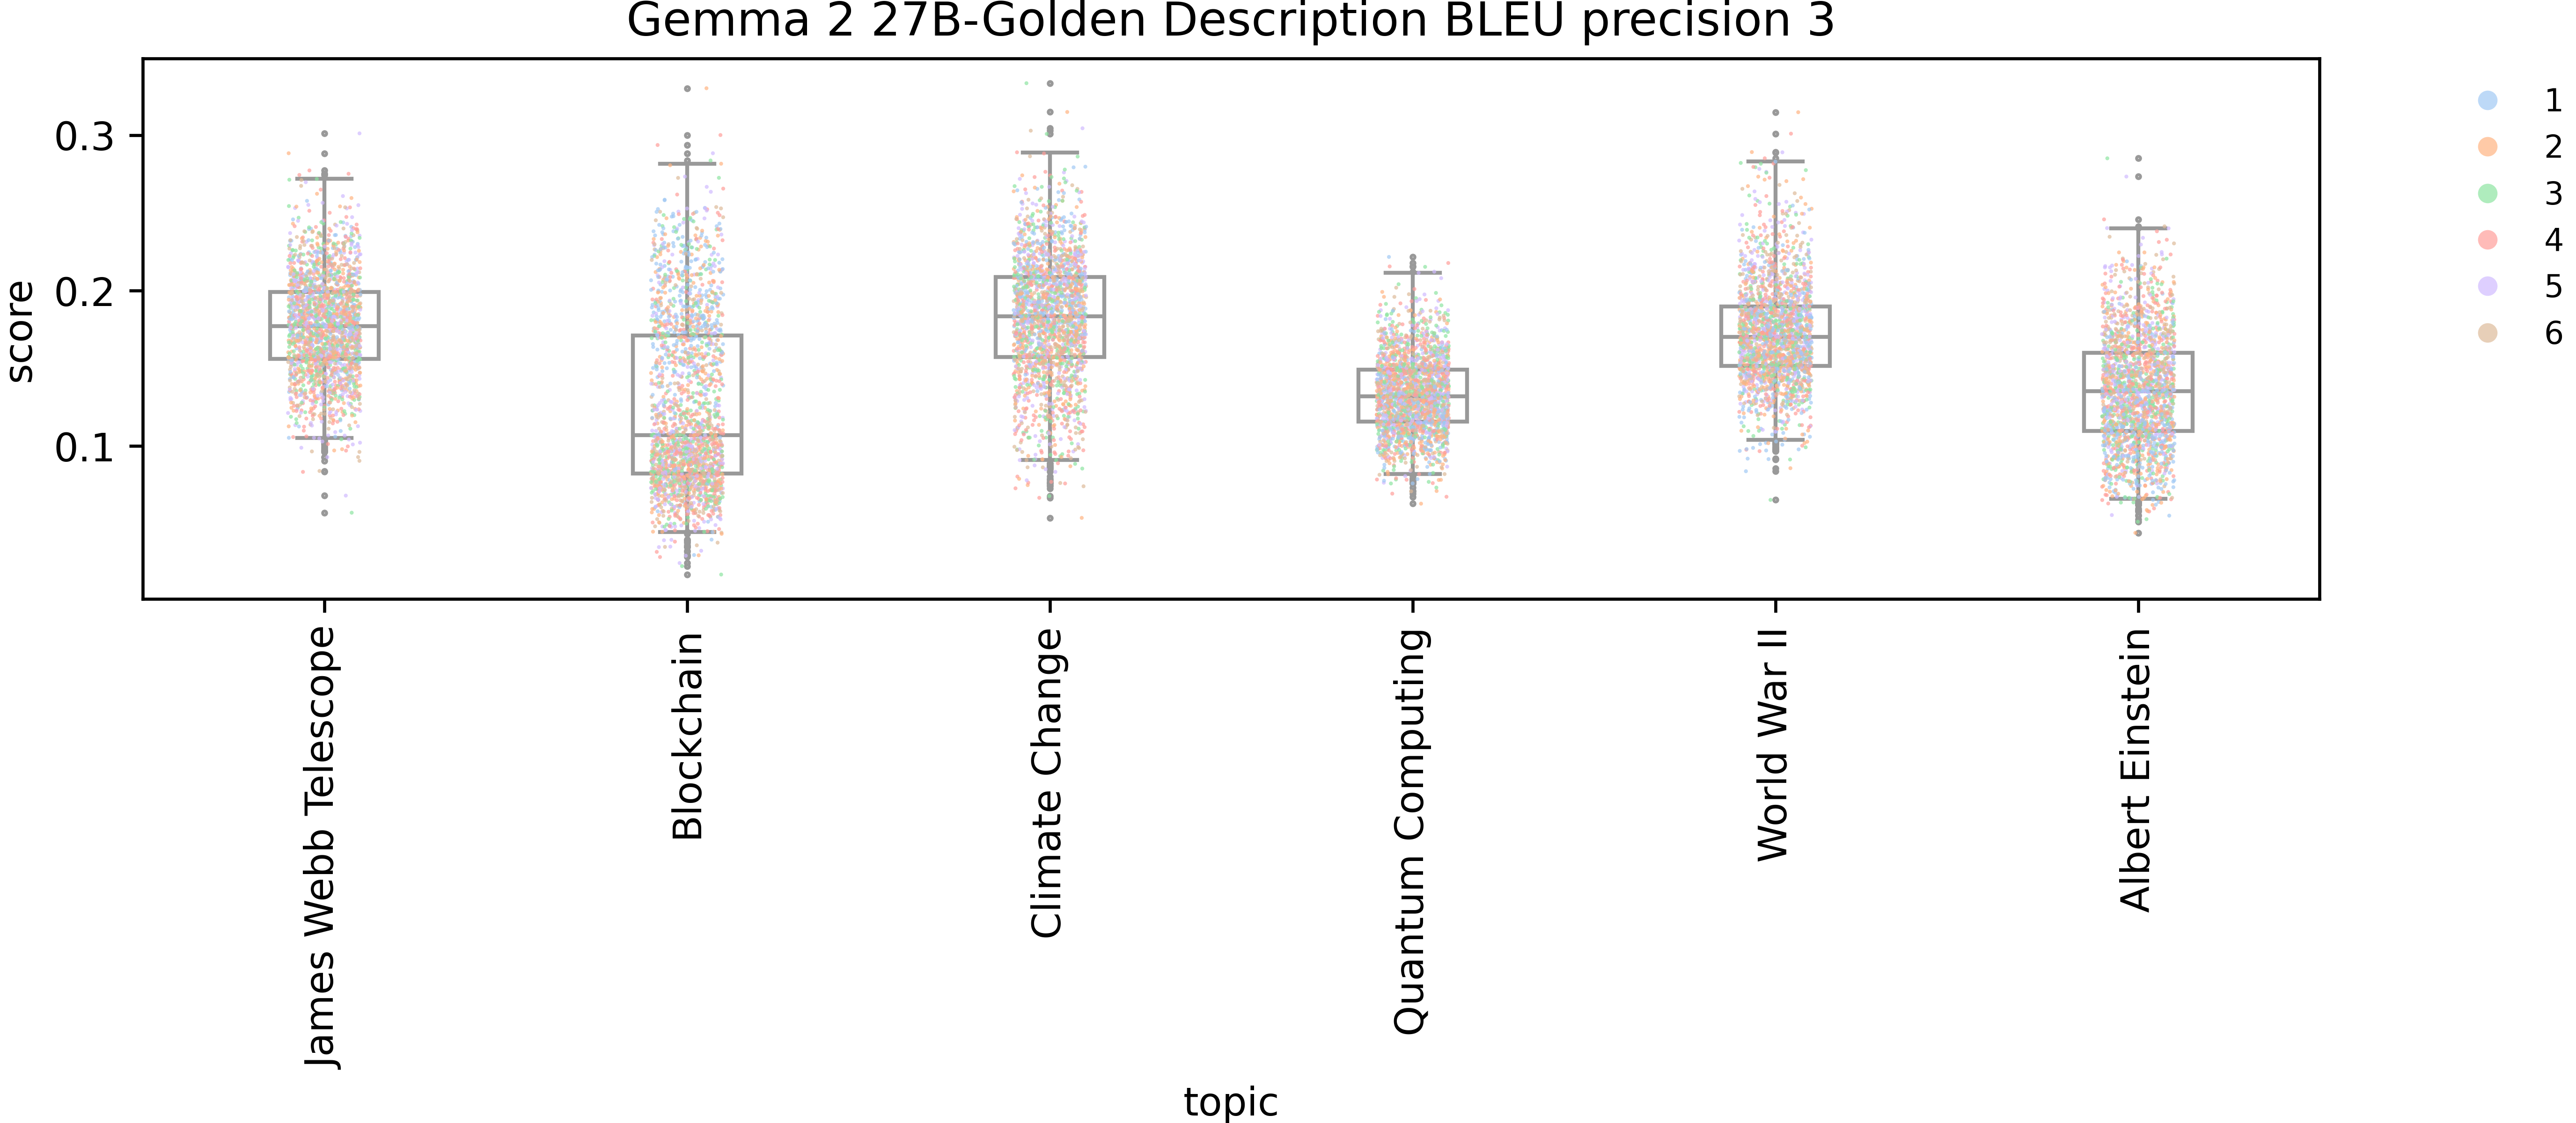 Gemma 2 27B-Golden Description BLEU precision 3
score
0.3
0.2
0.1
1
2
3
4
5
6
James Webb Telescope
Blockchain
Climate Change
Quantum Computing
World War II
Albert Einstein
topic